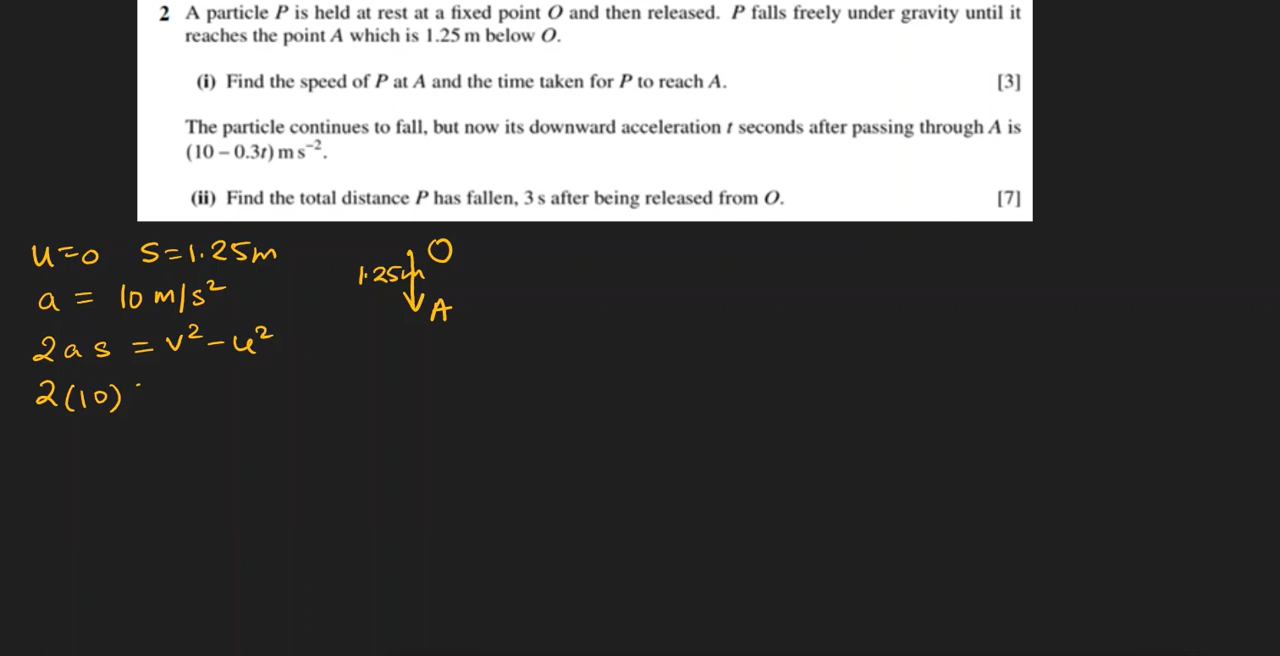 2 A particle P is held at rest at a fixed point O and then released. P falls freely under gravity until it
reaches the point A which is 1.25 m below O.
(i) Find the speed of P at A and the time taken for P to reach A. [3]
The particle continues to fall, but now its downward acceleration t seconds after passing through A is
(10 – 0.3t) m s⁻².
(ii) Find the total distance P has fallen, 3 s after being released from O. [7]
u=0 S=1.25m
a = 10 m/s²
2as = v²-u²
2(10)
O
1.25m
A